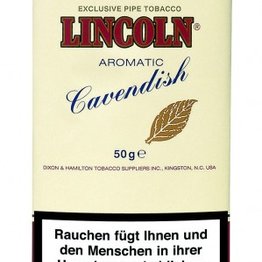 EXCLUSIVE PIPE TOBACCO
LINCOLN®
AROMATIC
Cavendish
50g℮
DIXON & HAMILTON TOBACCO SUPPLIERS INC., KINGSTON, N.C. USA
Rauchen fügt Ihnen und
den Menschen in ihrer